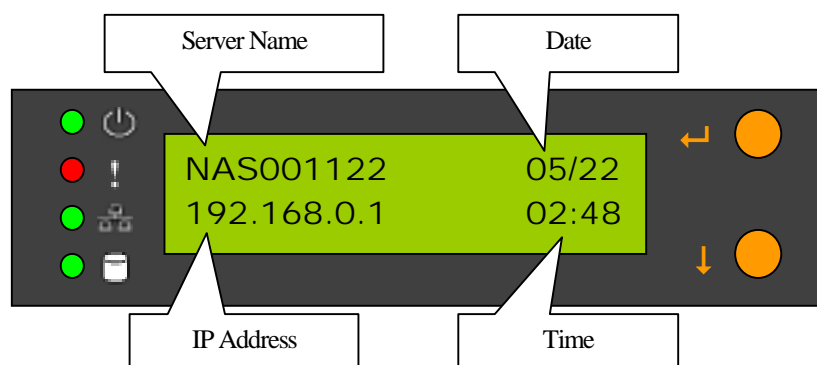 Server Name Date
NAS001122 05/22
192.168.0.1 02:48
IP Address Time